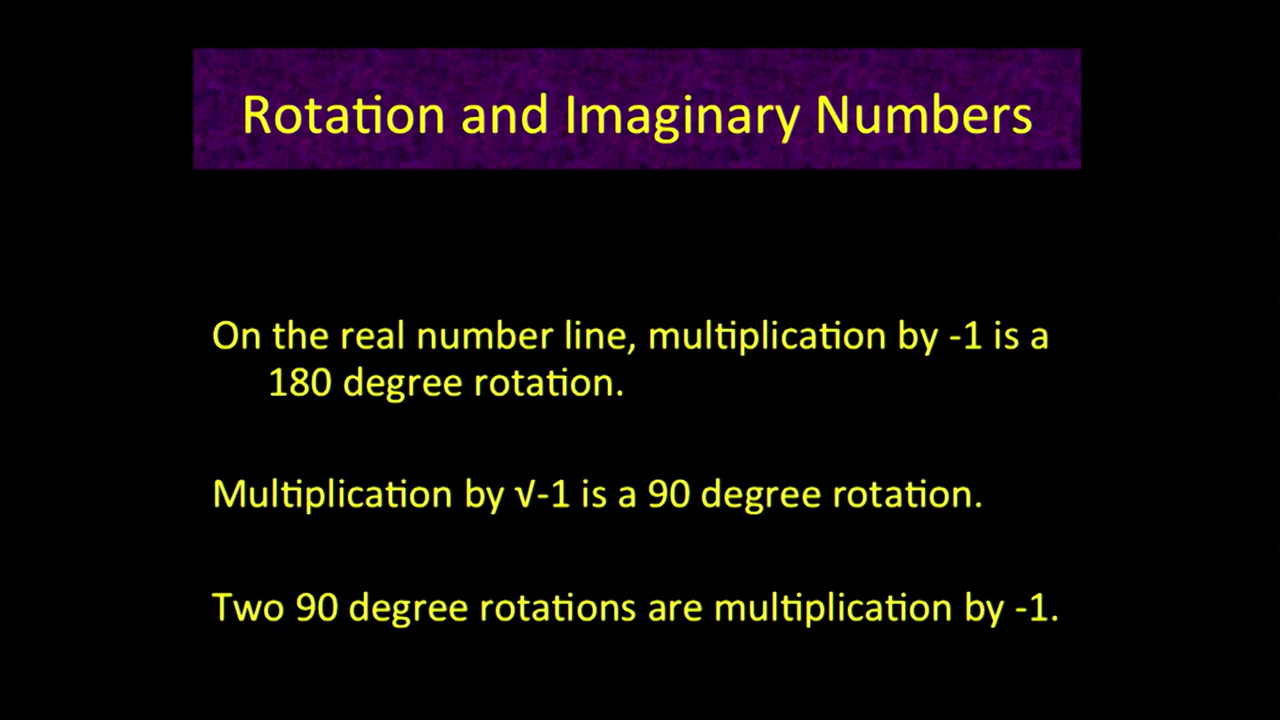 Rotation and Imaginary Numbers
On the real number line, multiplication by -1 is a
180 degree rotation.
Multiplication by √-1 is a 90 degree rotation.
Two 90 degree rotations are multiplication by -1.